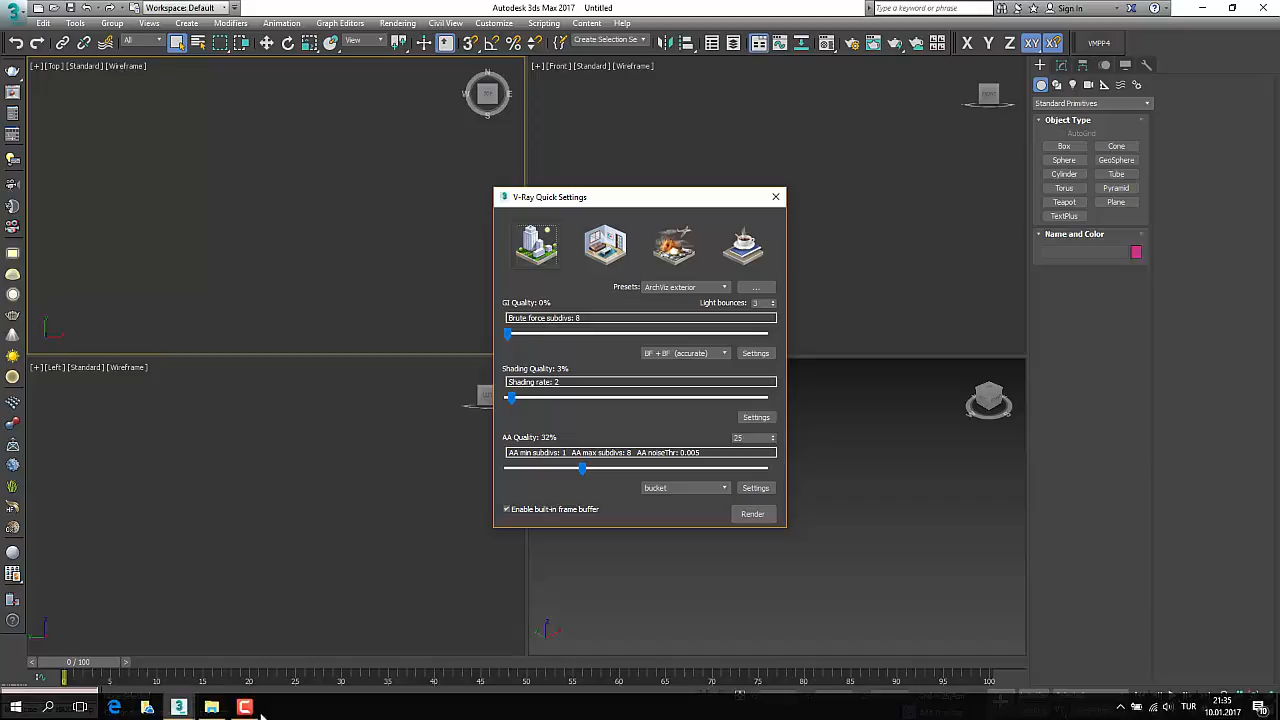 Workspace: Default
Autodesk 3ds Max 2017 Untitled
Type a keyword or phrase
Sign In
Edit Tools Group Views Create Modifiers Animation Graph Editors Rendering Civil View Customize Scripting Content Help
All
View
Create Selection Se
X Y Z XY
VMPP4
[+] [Top] [Standard] [Wireframe]
[+] [Front] [Standard] [Wireframe]
N
W E
S
TOP
FRONT
Standard Primitives
Object Type
AutoGrid
Box Cone
Sphere GeoSphere
Cylinder Tube
Torus Pyramid
Teapot Plane
TextPlus
Name and Color
V-Ray Quick Settings
Presets: ArchViz exterior ...
GI Quality: 0% Light bounces: 3
Brute force subdivs: 8
BF + BF (accurate) Settings
Shading Quality: 3%
Shading rate: 2
Settings
AA Quality: 32% 25
AA min subdivs: 1 AA max subdivs: 8 AA noiseThr: 0.005
bucket Settings
Enable built-in frame buffer
Render
[+] [Left] [Standard] [Wireframe]
0 / 100
5 10 15 20 25 30 35 40 45 50 55 60 65 70 75 80 85 90 95 100
TUR
21:35
10.01.2017